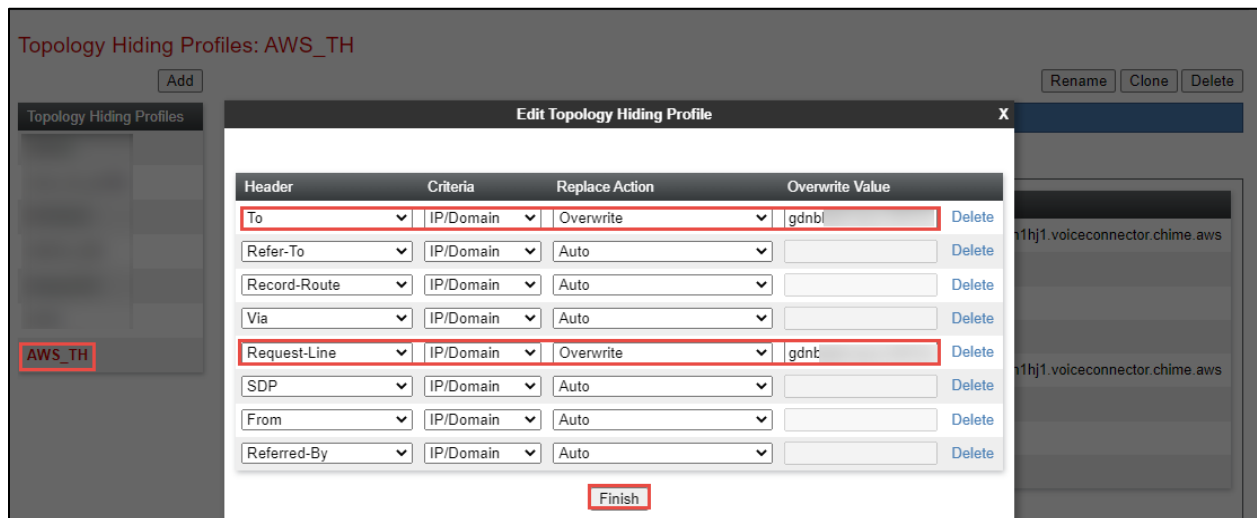 Topology Hiding Profiles: AWS_TH
Add Rename Clone Delete
Topology Hiding Profiles
Edit Topology Hiding Profile X
Header Criteria Replace Action Overwrite Value
To IP/Domain Overwrite Delete
Refer-To IP/Domain Auto Delete
Record-Route IP/Domain Auto Delete
Via IP/Domain Auto Delete
Request-Line IP/Domain Overwrite Delete
SDP IP/Domain Auto Delete
From IP/Domain Auto Delete
Referred-By IP/Domain Auto Delete
Finish
AWS_TH
1hj1.voiceconnector.chime.aws
1hj1.voiceconnector.chime.aws